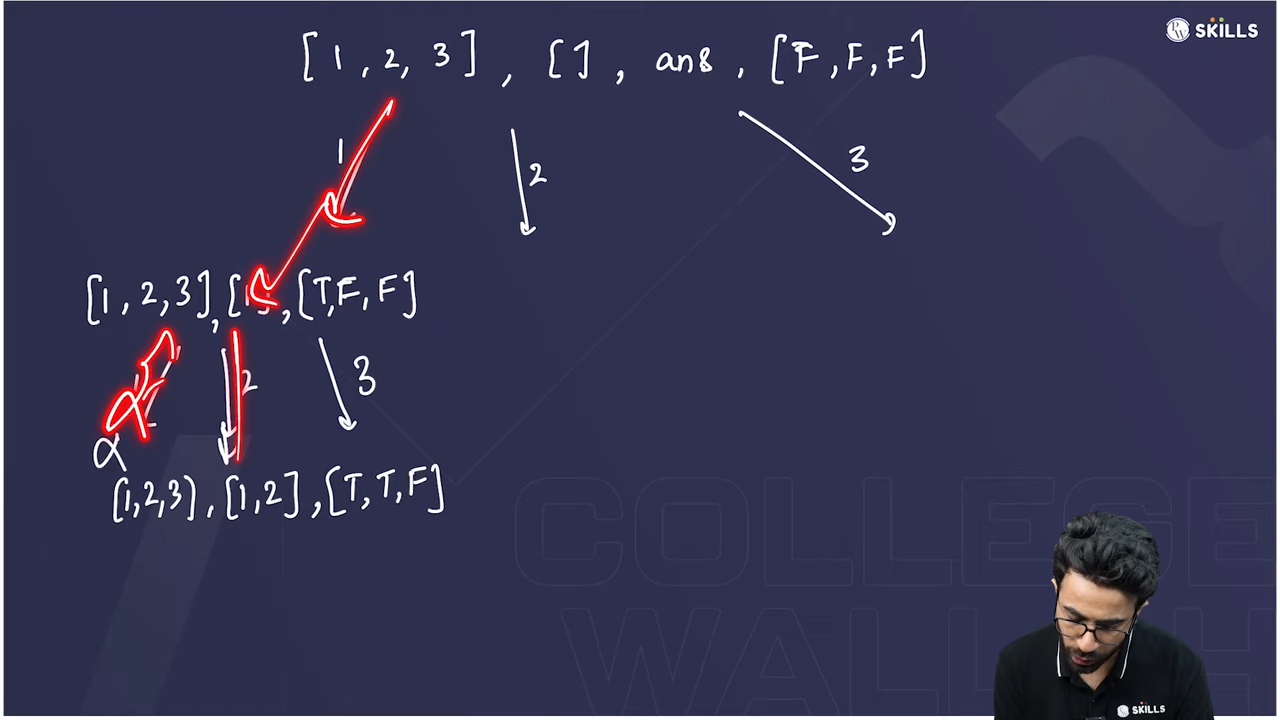 SKILLS
[1, 2, 3], [ ], ans, [F, F, F]
1 2 3
[1, 2, 3], [1], [T, F, F]
2 3
[1, 2, 3), [1, 2], [T, T, F]
COLLEGE
WALLAH
SKILLS